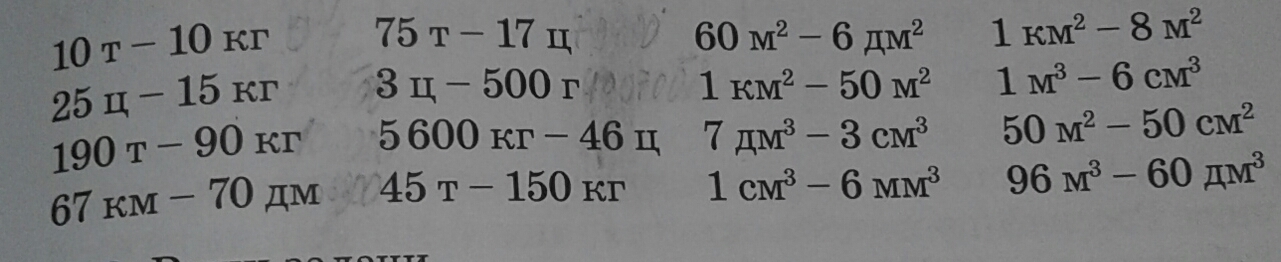 10 т – 10 кг 75 т – 17 ц 60 м² – 6 дм² 1 км² – 8 м²
25 ц – 15 кг 3 ц – 500 г 1 км² – 50 м² 1 м³ – 6 см³
190 т – 90 кг 5 600 кг – 46 ц 7 дм³ – 3 см³ 50 м² – 50 см²
67 км – 70 дм 45 т – 150 кг 1 см³ – 6 мм³ 96 м³ – 60 дм³